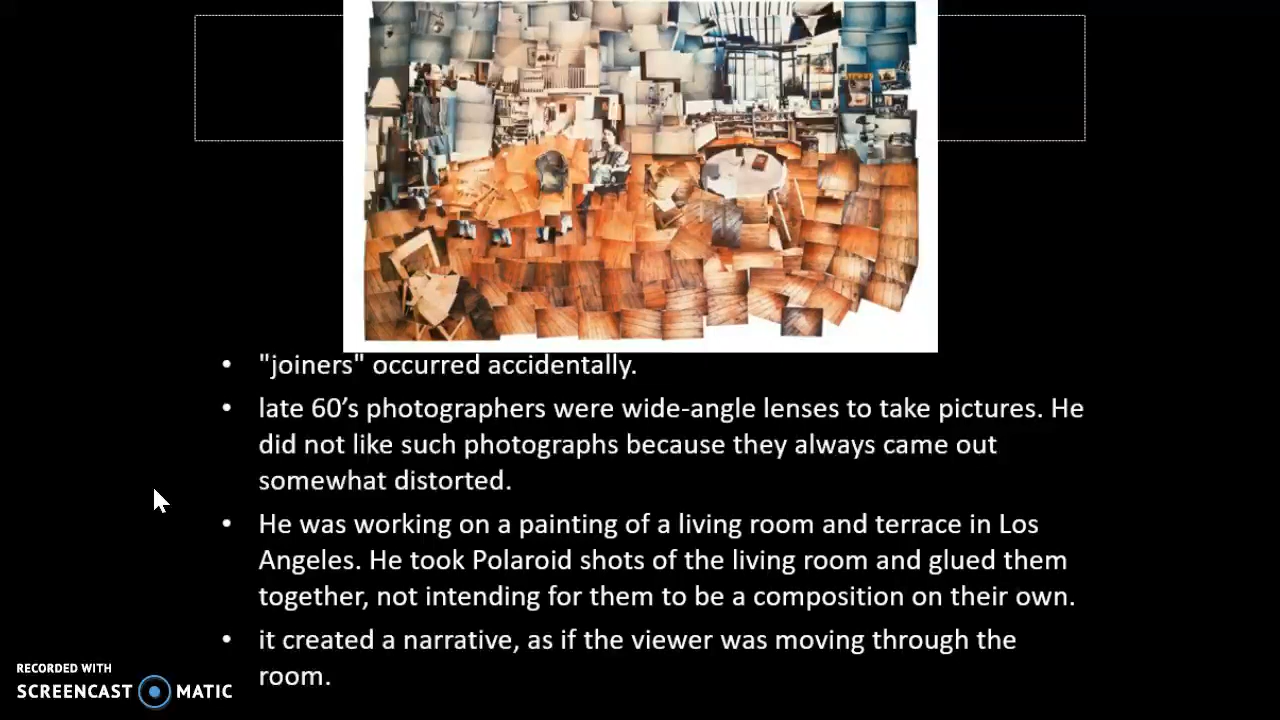 • "joiners" occurred accidentally.
• late 60’s photographers were wide-angle lenses to take pictures. He
did not like such photographs because they always came out
somewhat distorted.
• He was working on a painting of a living room and terrace in Los
Angeles. He took Polaroid shots of the living room and glued them
together, not intending for them to be a composition on their own.
• it created a narrative, as if the viewer was moving through the
room.
RECORDED WITH
SCREENCAST MATIC